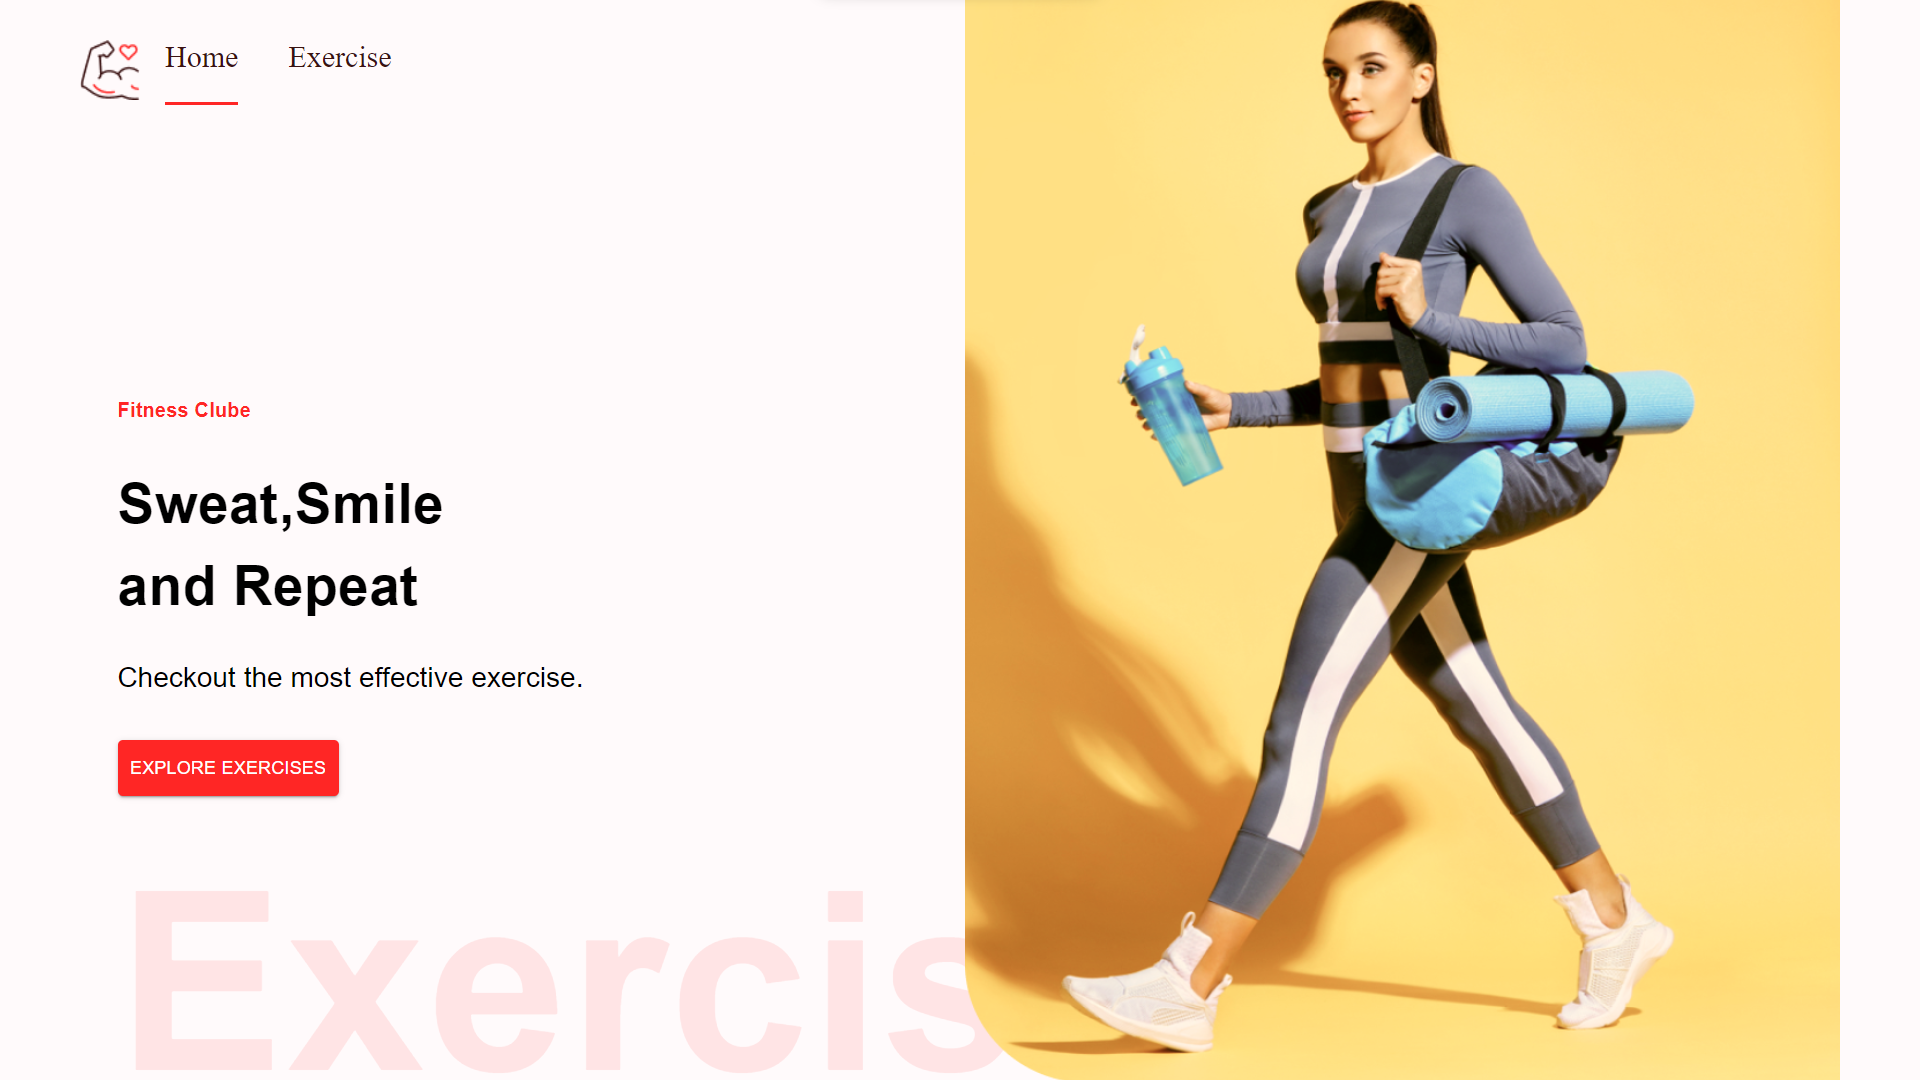 Home Exercise
Fitness Clube
Sweat,Smile
and Repeat
Checkout the most effective exercise.
EXPLORE EXERCISES
Exercis